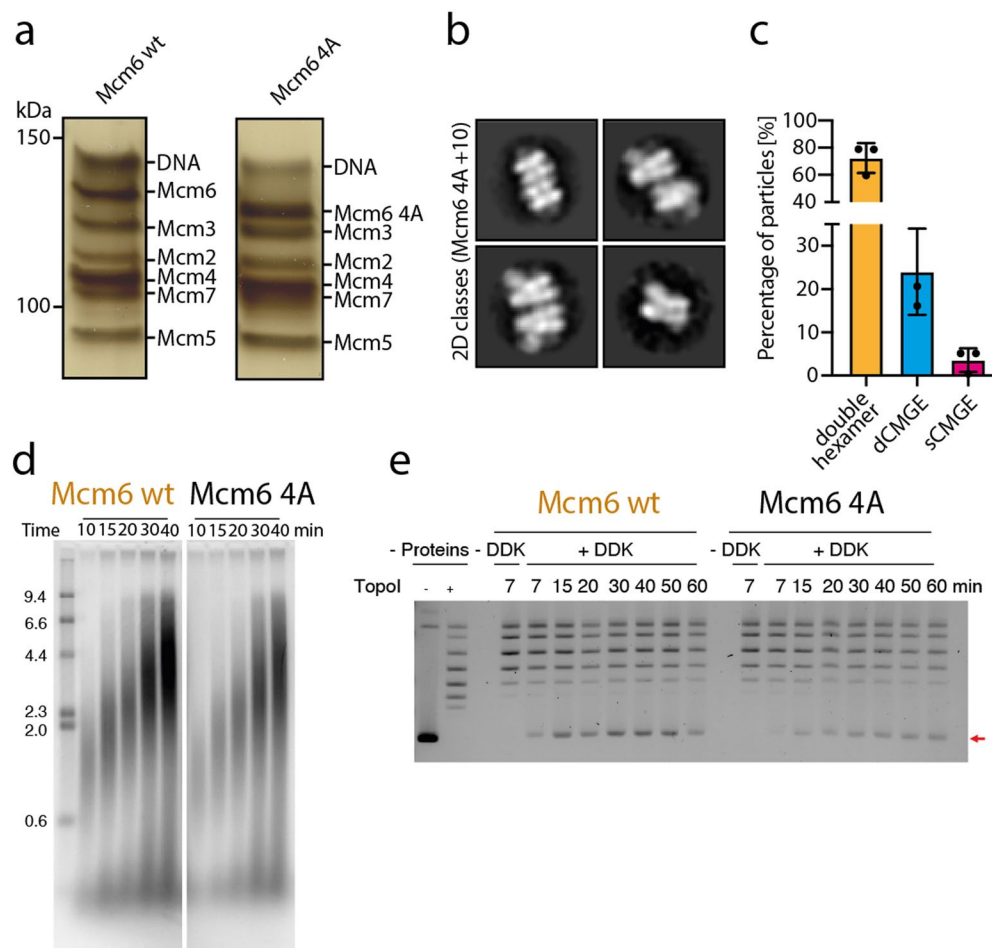 a
Mcm6 wt
Mcm6 4A
kDa
150
100
DNA
Mcm6
Mcm3
Mcm2
Mcm4
Mcm7
Mcm5
DNA
Mcm6 4A
Mcm3
Mcm2
Mcm4
Mcm7
Mcm5
b
2D classes (Mcm6 4A +10)
c
Percentage of particles [%]
100
80
60
20
10
0
double
hexamer
dCMGE
sCMGE
d
Mcm6 wt Mcm6 4A
Time 10 15 20 30 40 10 15 20 30 40 min
9.4
6.6
4.4
2.3
2.0
0.6
e
Mcm6 wt Mcm6 4A
- Proteins - DDK + DDK - DDK + DDK
TopoI - + 7 7 15 20 30 40 50 60 7 7 15 20 30 40 50 60 min